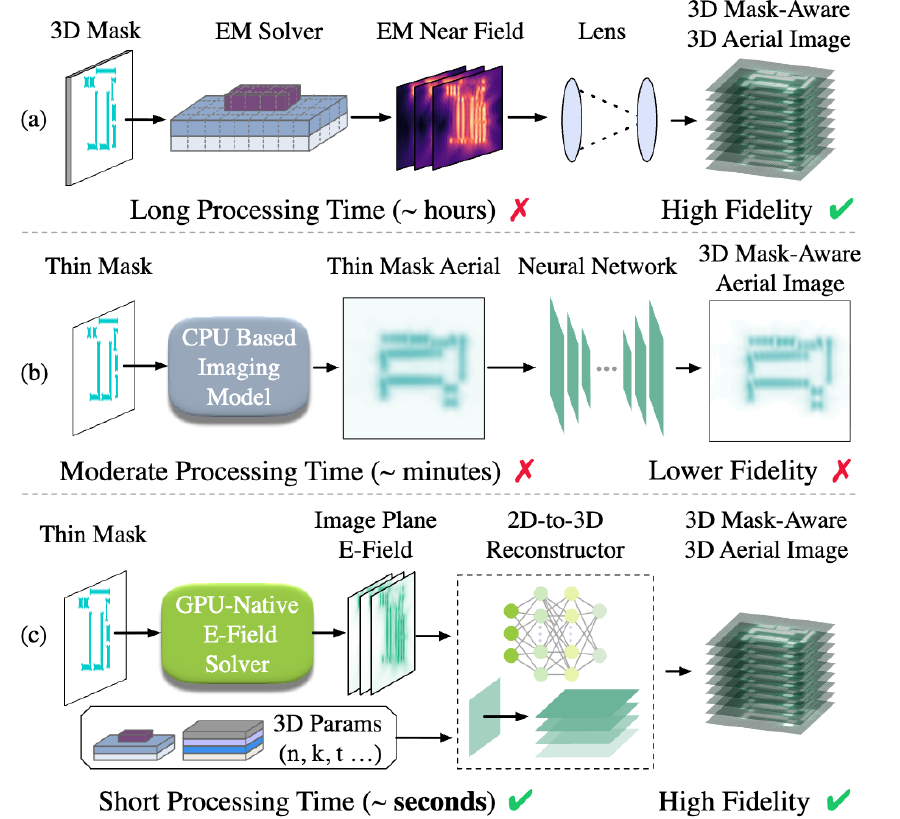 3D Mask
EM Solver
EM Near Field
Lens
3D Mask-Aware
3D Aerial Image
(a)
Long Processing Time (~ hours) ✗
High Fidelity ✔
Thin Mask
Thin Mask Aerial
Neural Network
3D Mask-Aware
Aerial Image
(b)
CPU Based
Imaging
Model
Moderate Processing Time (~ minutes) ✗
Lower Fidelity ✗
Thin Mask
Image Plane
E-Field
2D-to-3D
Reconstructor
3D Mask-Aware
3D Aerial Image
(c)
GPU-Native
E-Field
Solver
3D Params
(n, k, t ...)
Short Processing Time (~ seconds) ✔
High Fidelity ✔